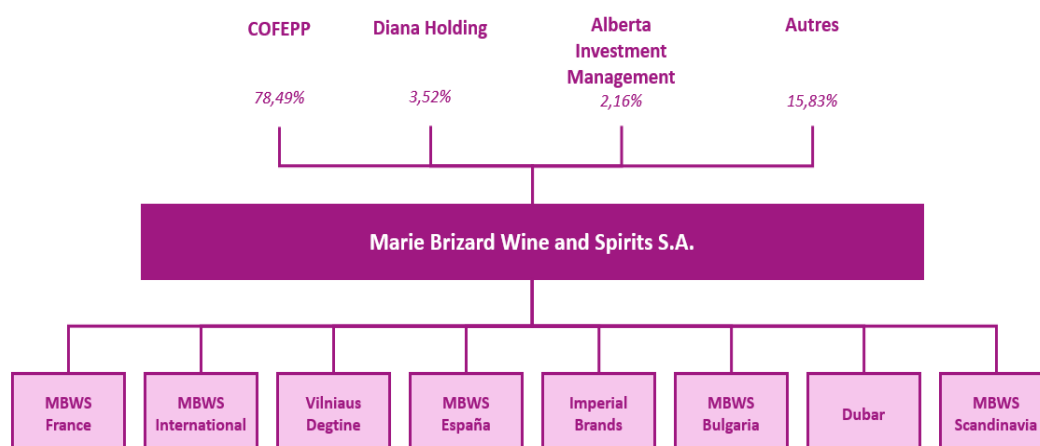 COFEPP
Diana Holding
Alberta
Investment
Management
Autres
78,49%
3,52%
2,16%
15,83%
Marie Brizard Wine and Spirits S.A.
MBWS
France
MBWS
International
Vilniaus
Degtine
MBWS
España
Imperial
Brands
MBWS
Bulgaria
Dubar
MBWS
Scandinavia